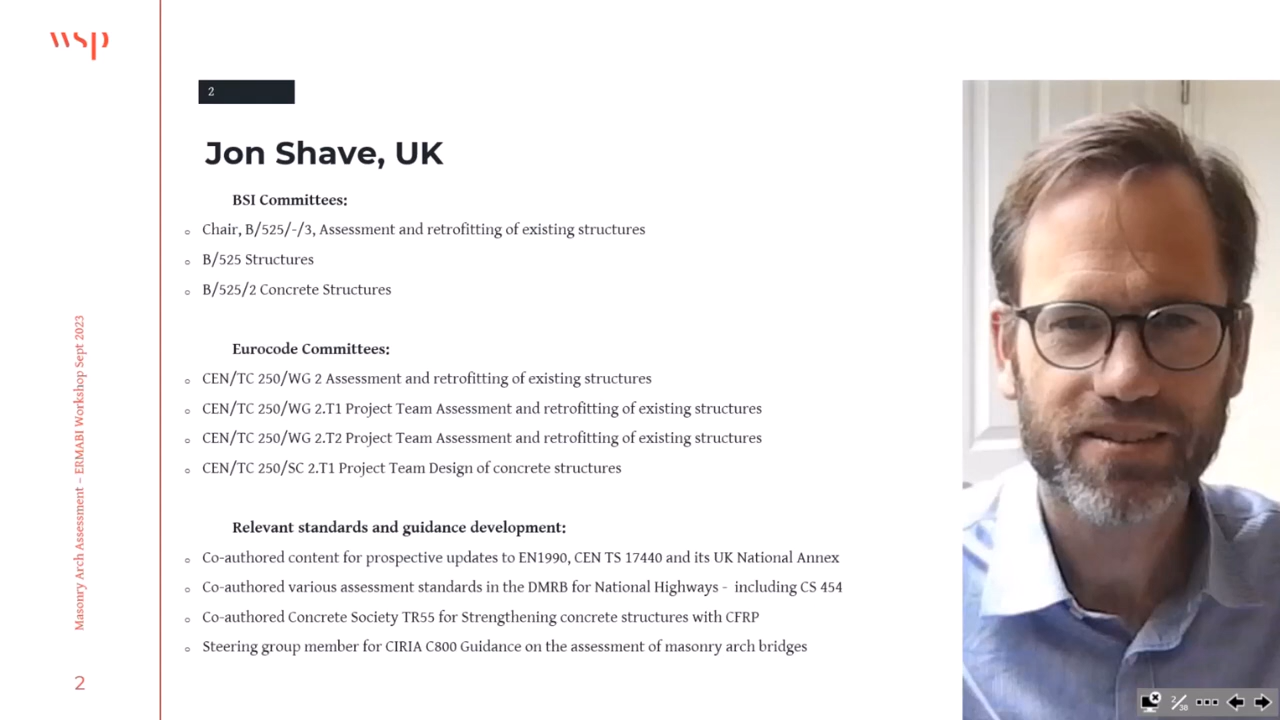 wsp
2
Jon Shave, UK
BSI Committees:
Chair, B/525/-/3, Assessment and retrofitting of existing structures
B/525 Structures
B/525/2 Concrete Structures
Eurocode Committees:
CEN/TC 250/WG 2 Assessment and retrofitting of existing structures
CEN/TC 250/WG 2.T1 Project Team Assessment and retrofitting of existing structures
CEN/TC 250/WG 2.T2 Project Team Assessment and retrofitting of existing structures
CEN/TC 250/SC 2.T1 Project Team Design of concrete structures
Relevant standards and guidance development:
Co-authored content for prospective updates to EN1990, CEN TS 17440 and its UK National Annex
Co-authored various assessment standards in the DMRB for National Highways - including CS 454
Co-authored Concrete Society TR55 for Strengthening concrete structures with CFRP
Steering group member for CIRIA C800 Guidance on the assessment of masonry arch bridges
Masonry Arch Assessment – ERMABI Workshop Sept 2023
2
2/38